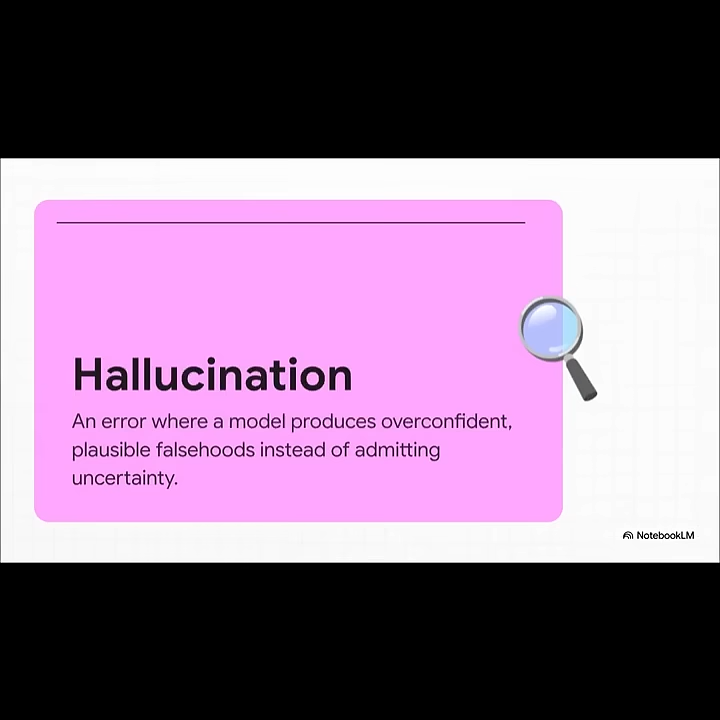 Hallucination
An error where a model produces overconfident,
plausible falsehoods instead of admitting
uncertainty.
NotebookLM